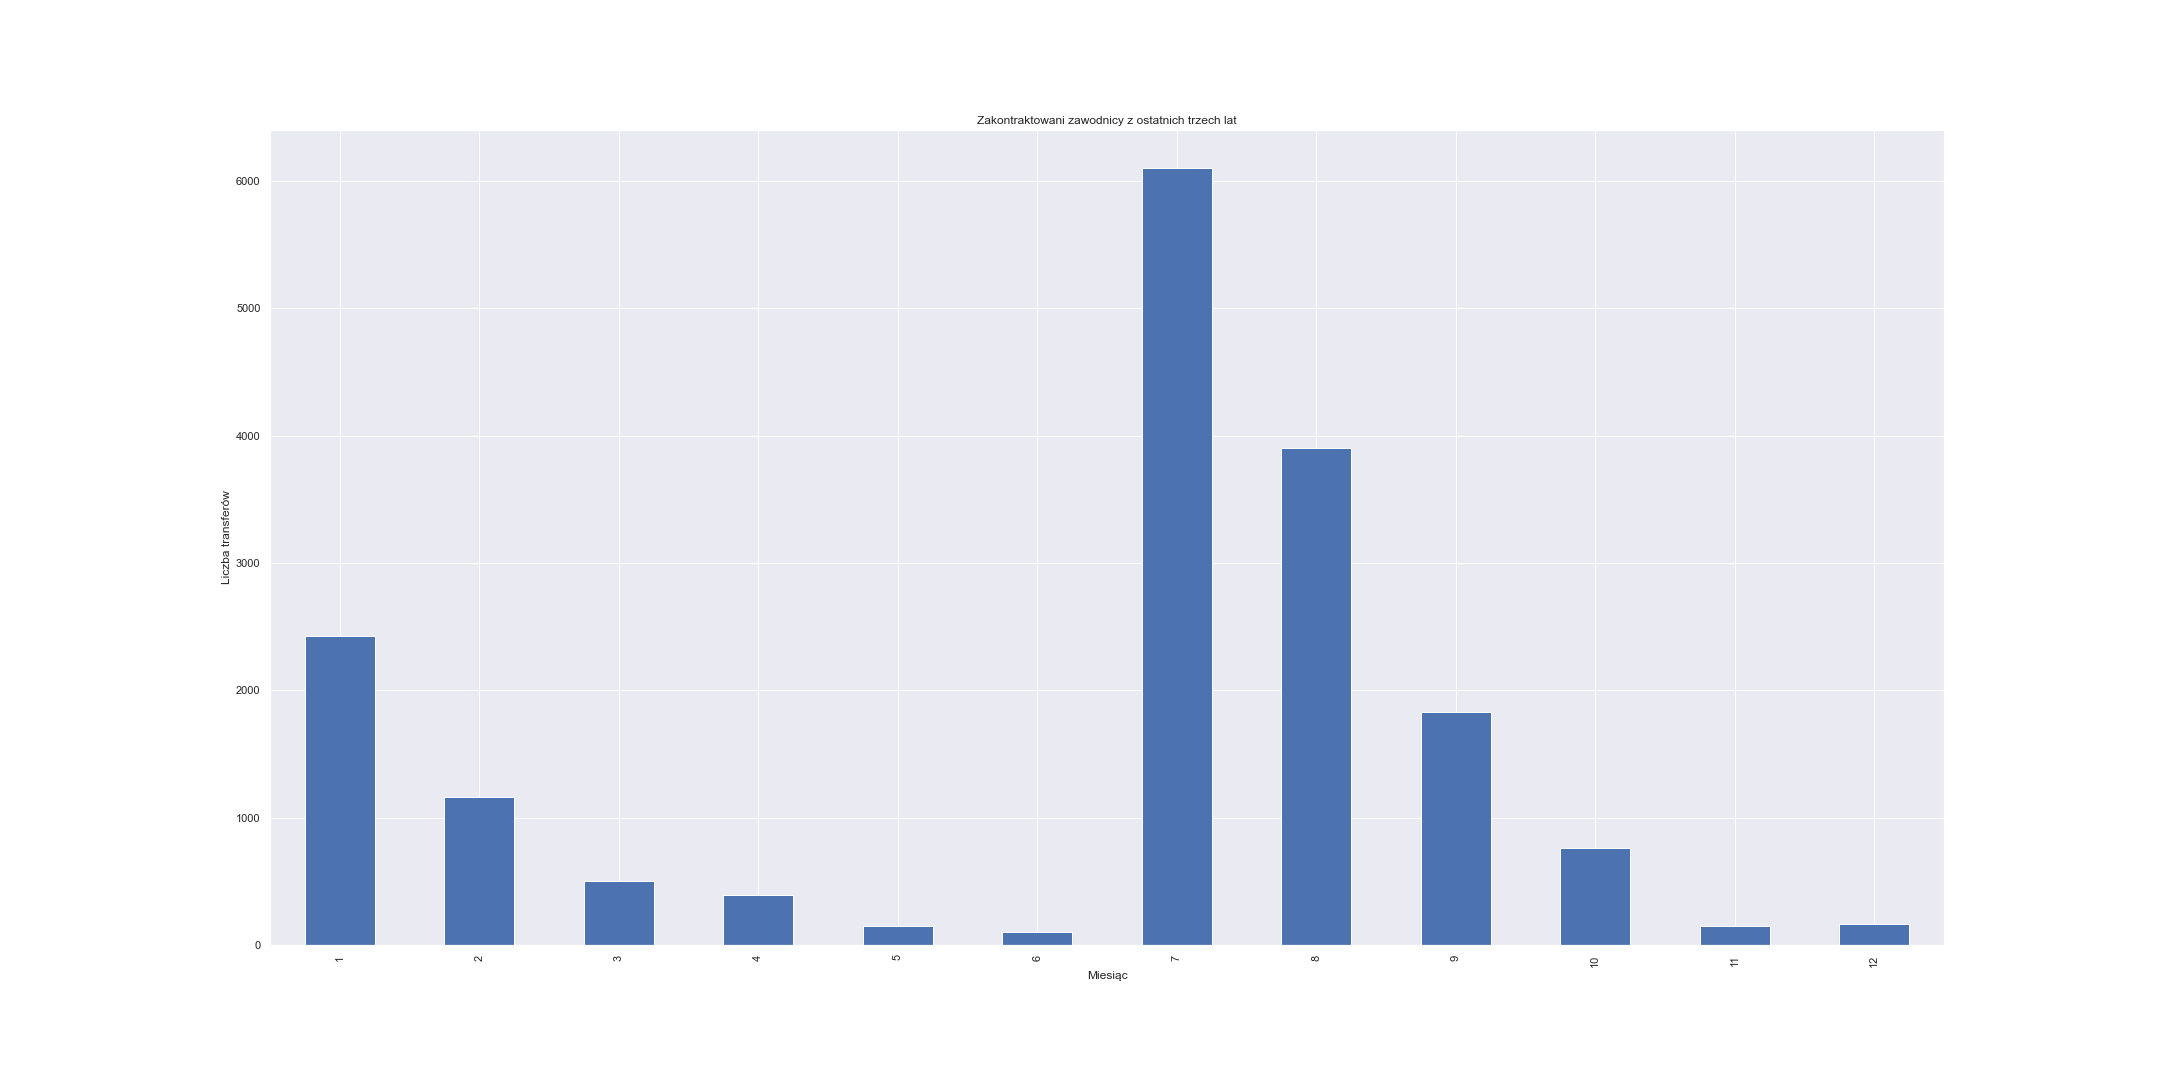 Zakontraktowani zawodnicy z ostatnich trzech lat
6000
5000
4000
3000
2000
1000
0
Liczba transferów
1 2 3 4 5 6 7 8 9 10 11 12
Miesiąc